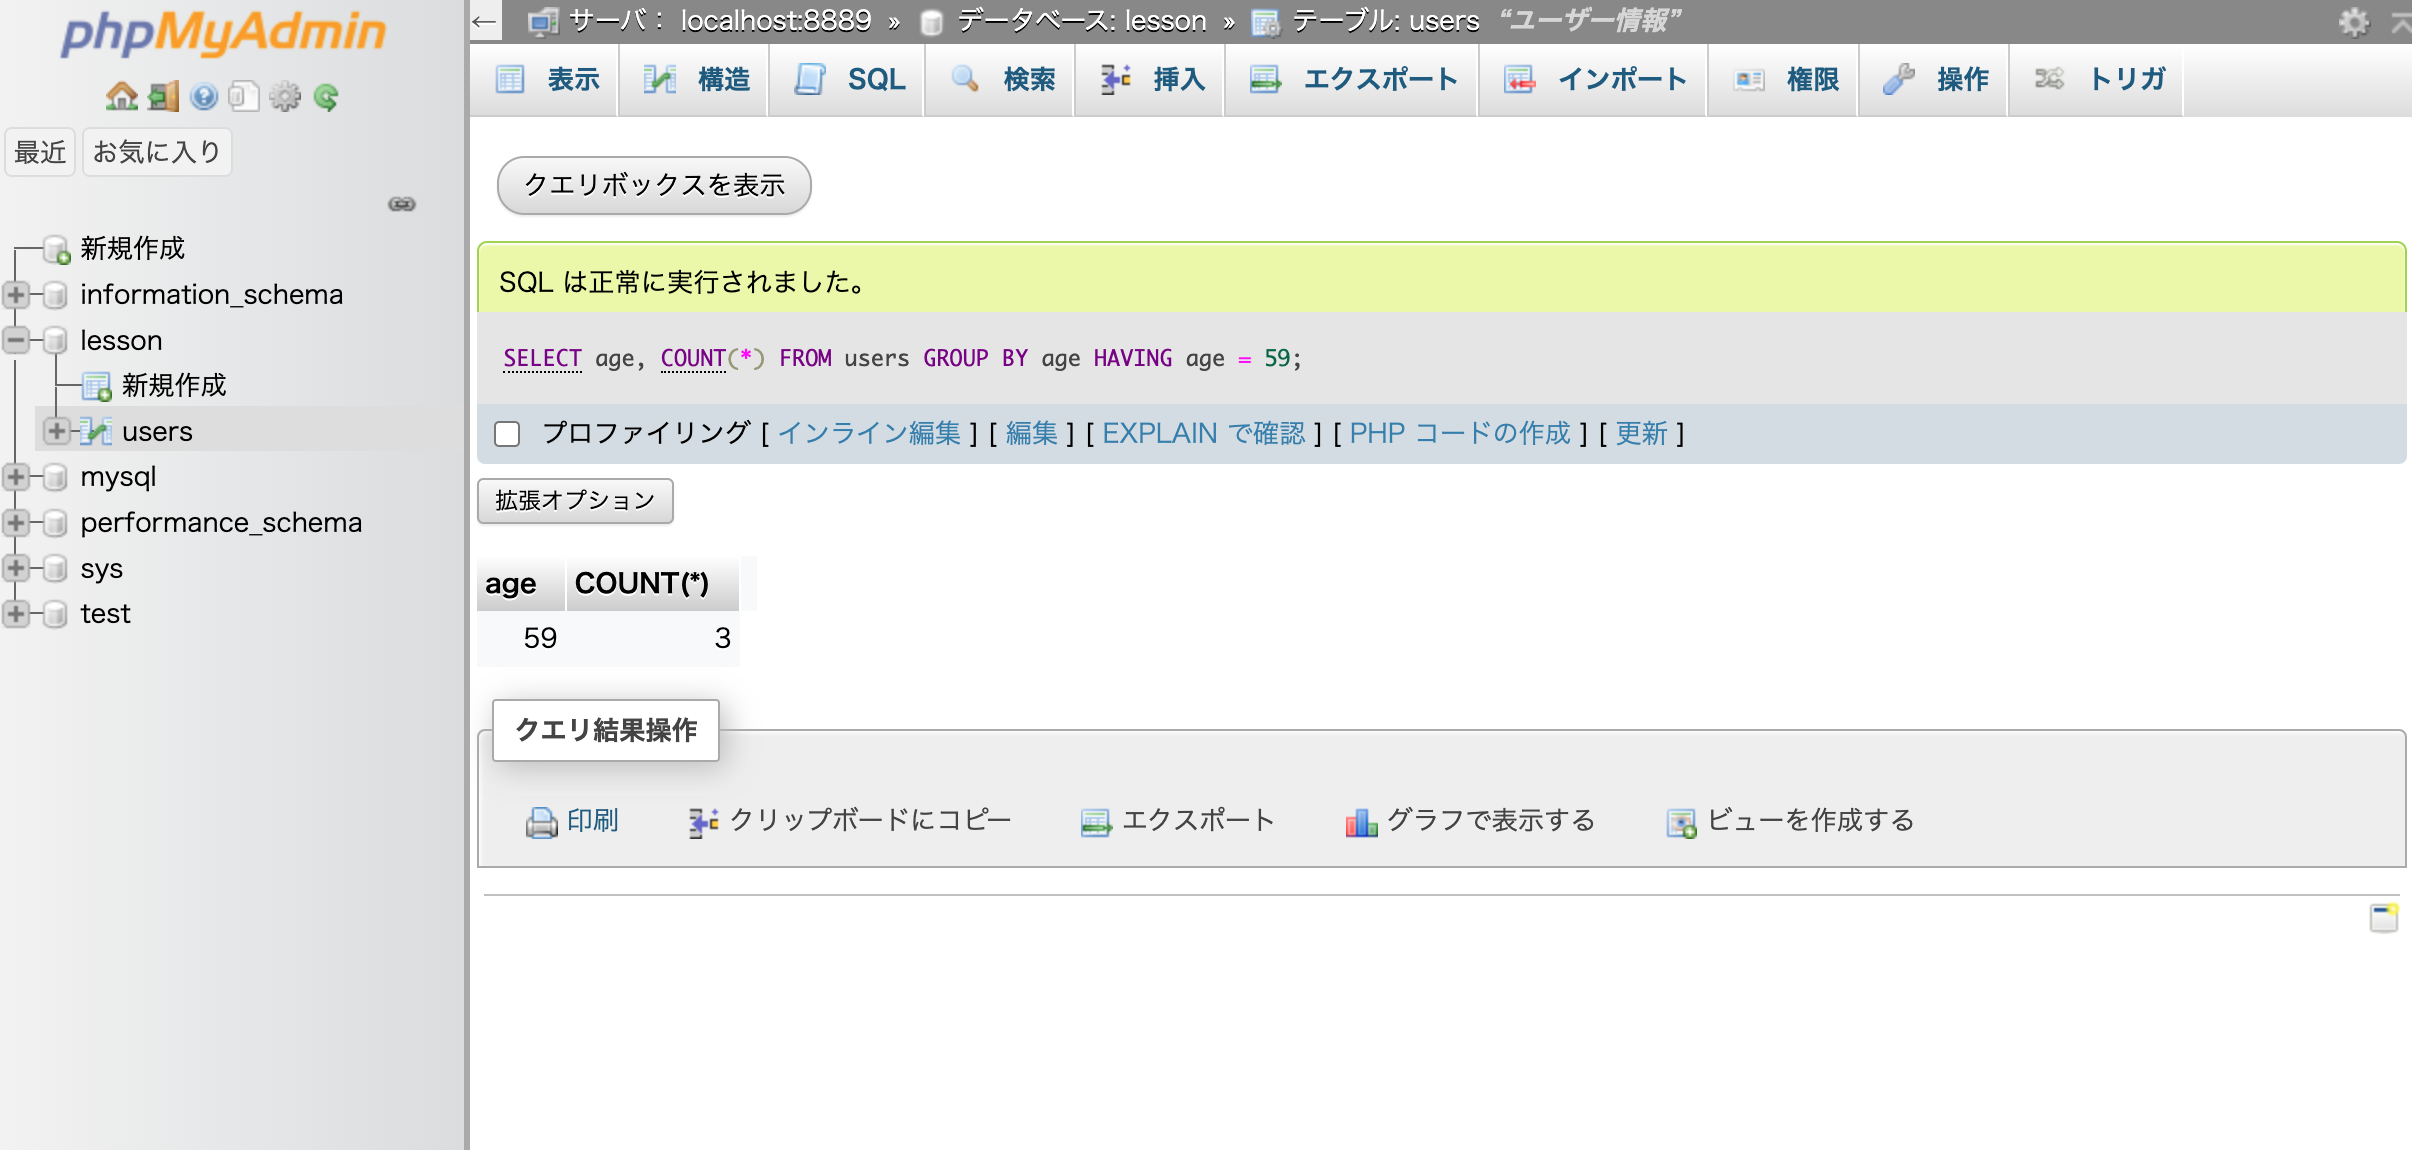 phpMyAdmin
最近 お気に入り
新規作成
information_schema
lesson
新規作成
users
mysql
performance_schema
sys
test
← サーバ： localhost:8889 » データベース: lesson » テーブル: users “ユーザー情報”
表示 構造 SQL 検索 挿入 エクスポート インポート 権限 操作 トリガ
クエリボックスを表示
SQL は正常に実行されました。
SELECT age, COUNT(*) FROM users GROUP BY age HAVING age = 59;
プロファイリング [ インライン編集 ] [ 編集 ] [ EXPLAIN で確認 ] [ PHP コードの作成 ] [ 更新 ]
拡張オプション
age COUNT(*)
59 3
クエリ結果操作
印刷 クリップボードにコピー エクスポート グラフで表示する ビューを作成する